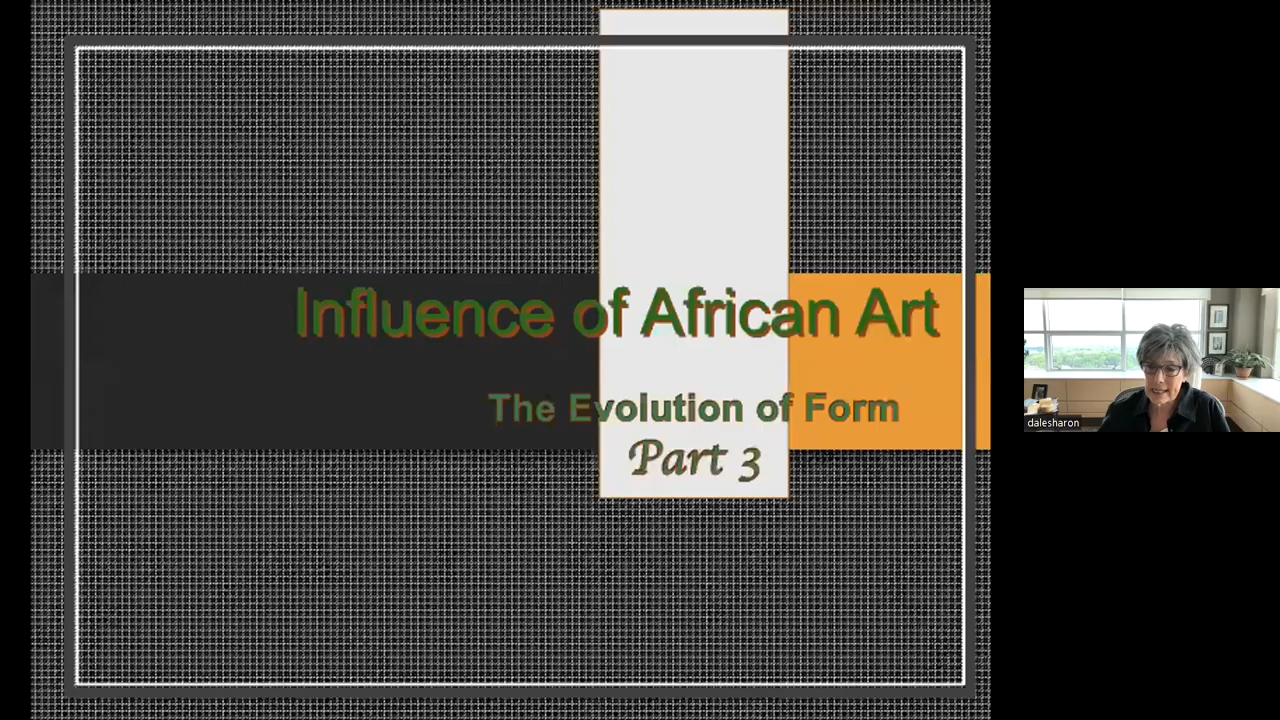 Influence of African Art
The Evolution of Form
Part 3
dalesharon